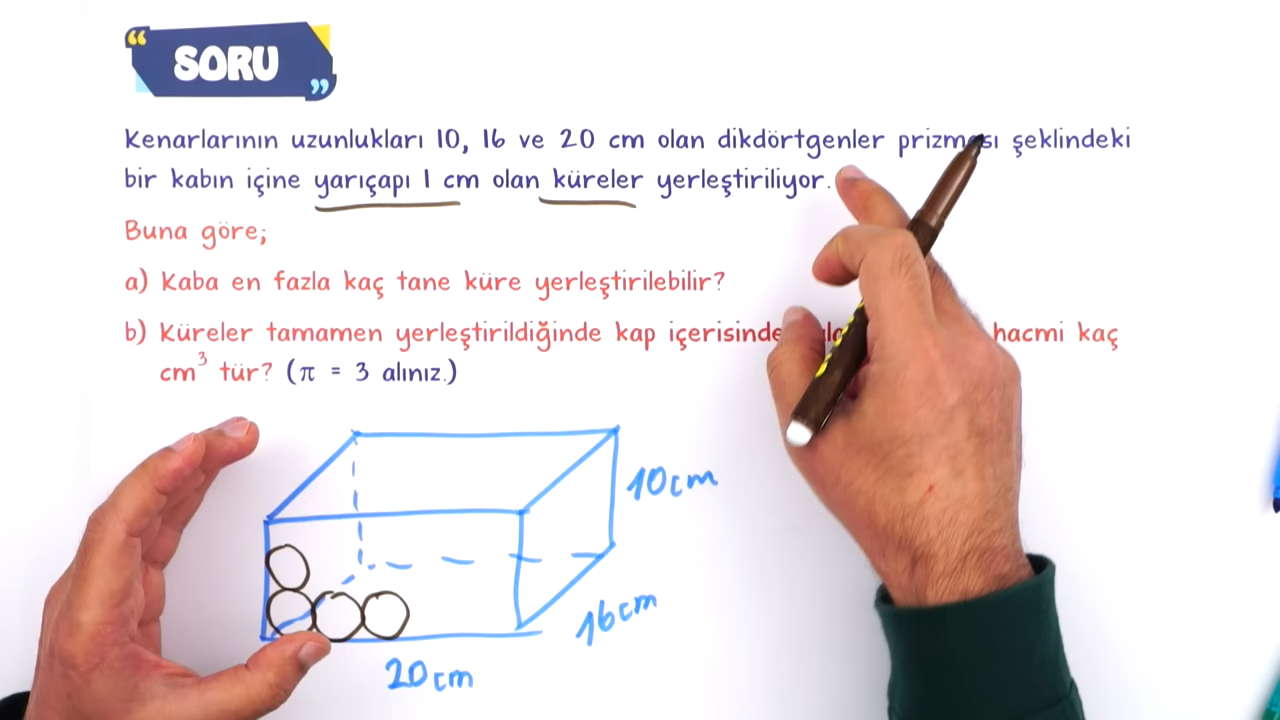 SORU
Kenarlarının uzunlukları 10, 16 ve 20 cm olan dikdörtgenler prizması şeklindeki
bir kabın içine yarıçapı 1 cm olan küreler yerleştiriliyor.
Buna göre;
a) Kaba en fazla kaç tane küre yerleştirilebilir?
b) Küreler tamamen yerleştirildiğinde kap hacmi kaç
cm³ tür? (π = 3 alınız.)
10cm
16cm
20cm